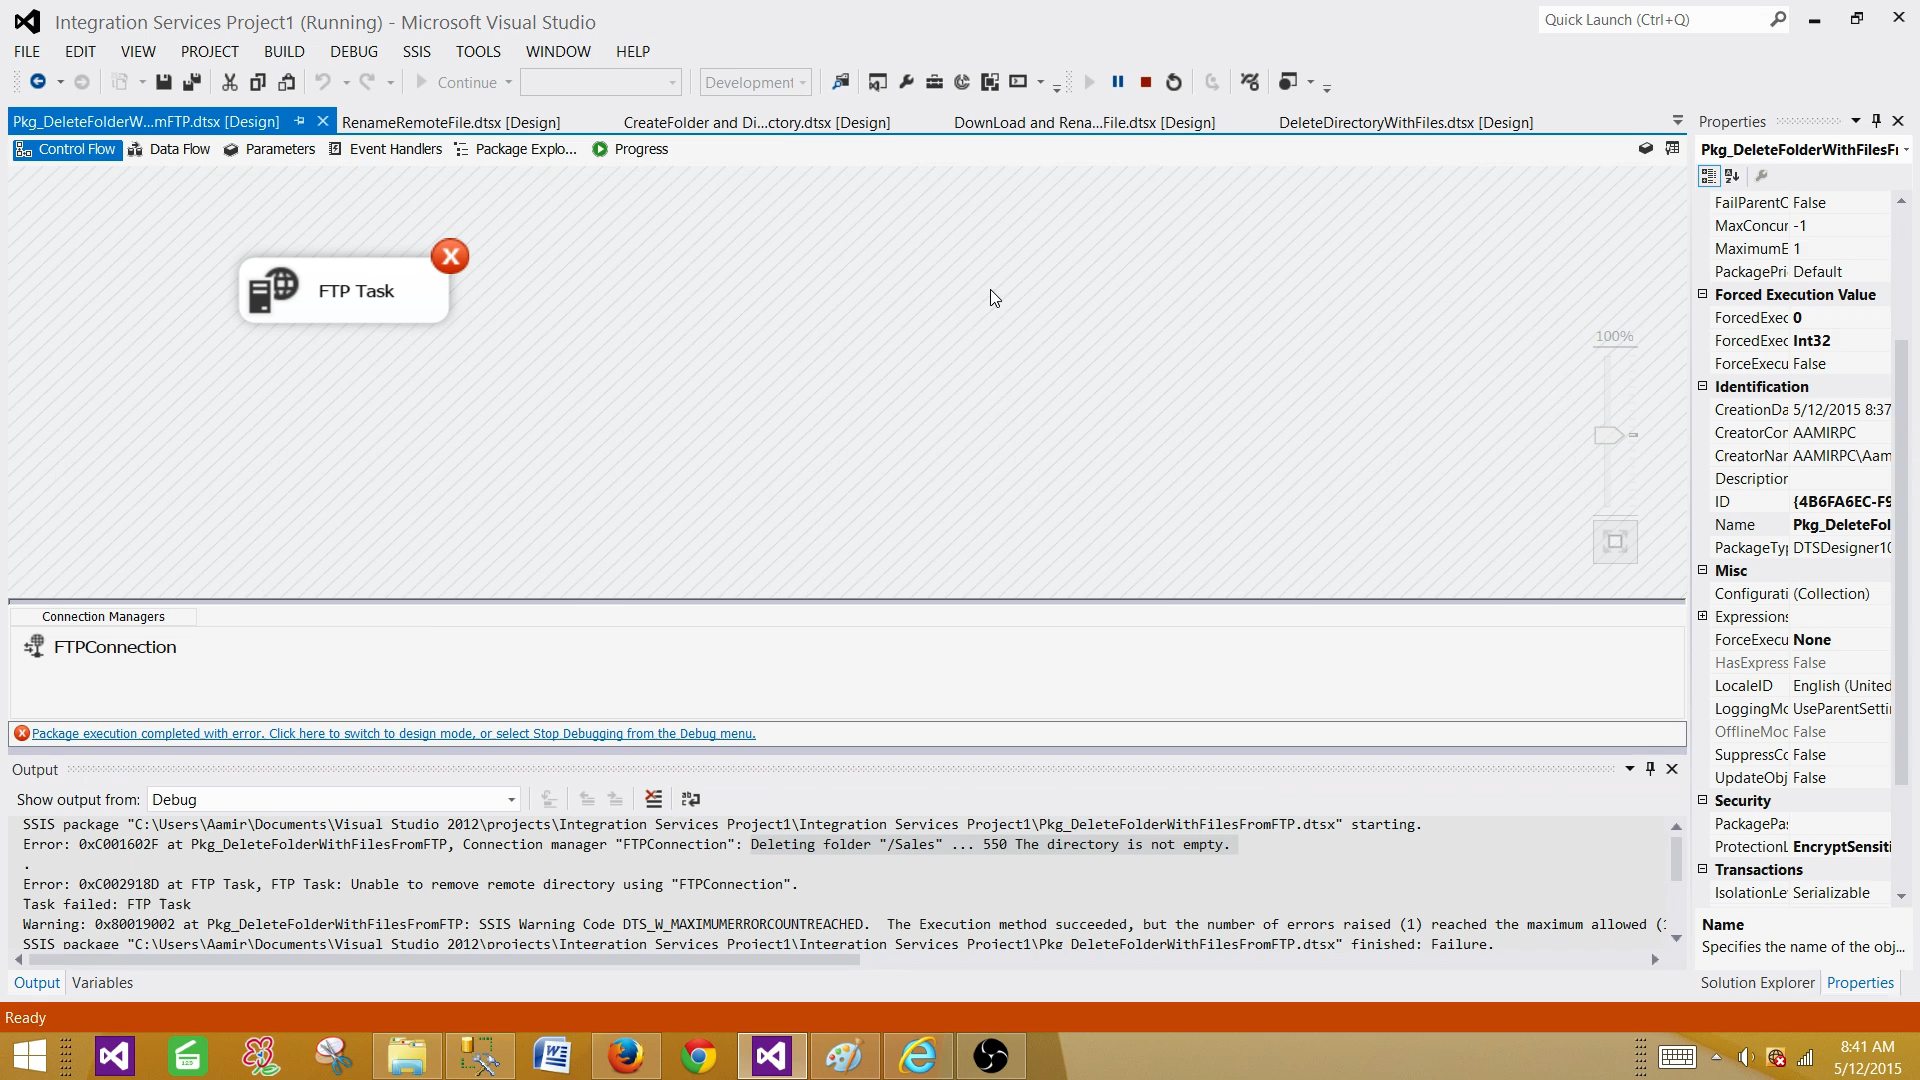 Integration Services Project1 (Running) - Microsoft Visual Studio
Quick Launch (Ctrl+Q)
FILE EDIT VIEW PROJECT BUILD DEBUG SSIS TOOLS WINDOW HELP
Continue Development
Pkg_DeleteFolderW...mFTP.dtsx [Design] RenameRemoteFile.dtsx [Design] CreateFolder and Di...ctory.dtsx [Design] DownLoad and Rena...File.dtsx [Design] DeleteDirectoryWithFiles.dtsx [Design]
Control Flow Data Flow Parameters Event Handlers Package Explo... Progress
X
FTP Task
100%
Connection Managers
FTPConnection
Package execution completed with error. Click here to switch to design mode, or select Stop Debugging from the Debug menu.
Output
Show output from: Debug
SSIS package "C:\Users\Aamir\Documents\Visual Studio 2012\projects\Integration Services Project1\Integration Services Project1\Pkg_DeleteFolderWithFilesFromFTP.dtsx" starting.
Error: 0xC001602F at Pkg_DeleteFolderWithFilesFromFTP, Connection manager "FTPConnection": Deleting folder "/Sales" ... 550 The directory is not empty.
.
Error: 0xC002918D at FTP Task, FTP Task: Unable to remove remote directory using "FTPConnection".
Task failed: FTP Task
Warning: 0x80019002 at Pkg_DeleteFolderWithFilesFromFTP: SSIS Warning Code DTS_W_MAXIMUMERRORCOUNTREACHED.  The Execution method succeeded, but the number of errors raised (1) reached the maximum allowed (
SSIS package "C:\Users\Aamir\Documents\Visual Studio 2012\projects\Integration Services Project1\Integration Services Project1\Pkg_DeleteFolderWithFilesFromFTP.dtsx" finished: Failure.
Output Variables
Properties
Pkg_DeleteFolderWithFilesFr
FailParentC False
MaxConcur -1
MaximumE 1
PackagePri Default
Forced Execution Value
ForcedExec 0
ForcedExec Int32
ForceExecu False
Identification
CreationDa 5/12/2015 8:37
CreatorCor AAMIRPC
CreatorNar AAMIRPC\Aam
Description
ID {4B6FA6EC-F9
Name Pkg_DeleteFol
PackageTyp DTSDesigner10
Misc
Configurati (Collection)
Expressions
ForceExecu None
HasExpress False
LocaleID English (United
LoggingMo UseParentSetti
OfflineMod False
SuppressCo False
UpdateObj False
Security
PackagePas
ProtectionL EncryptSensiti
Transactions
IsolationLe Serializable
Name
Specifies the name of the obj...
Solution Explorer Properties
Ready
8:41 AM
5/12/2015